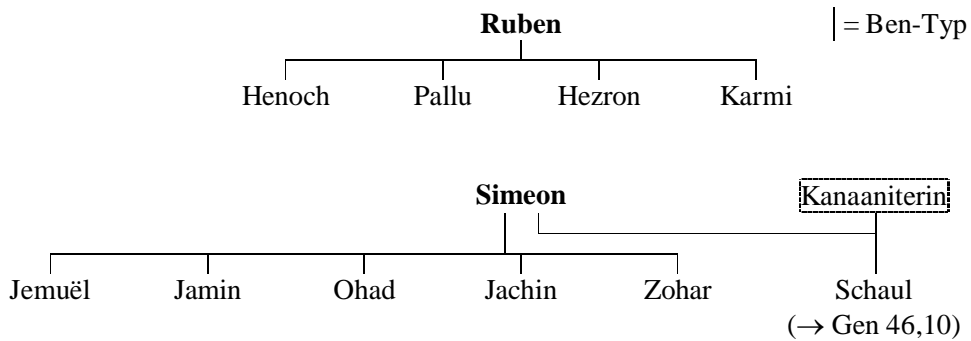 Ruben
= Ben-Typ
Henoch Pallu Hezron Karmi
Simeon Kanaaniterin
Jemuël Jamin Ohad Jachin Zohar Schaul
(→ Gen 46,10)